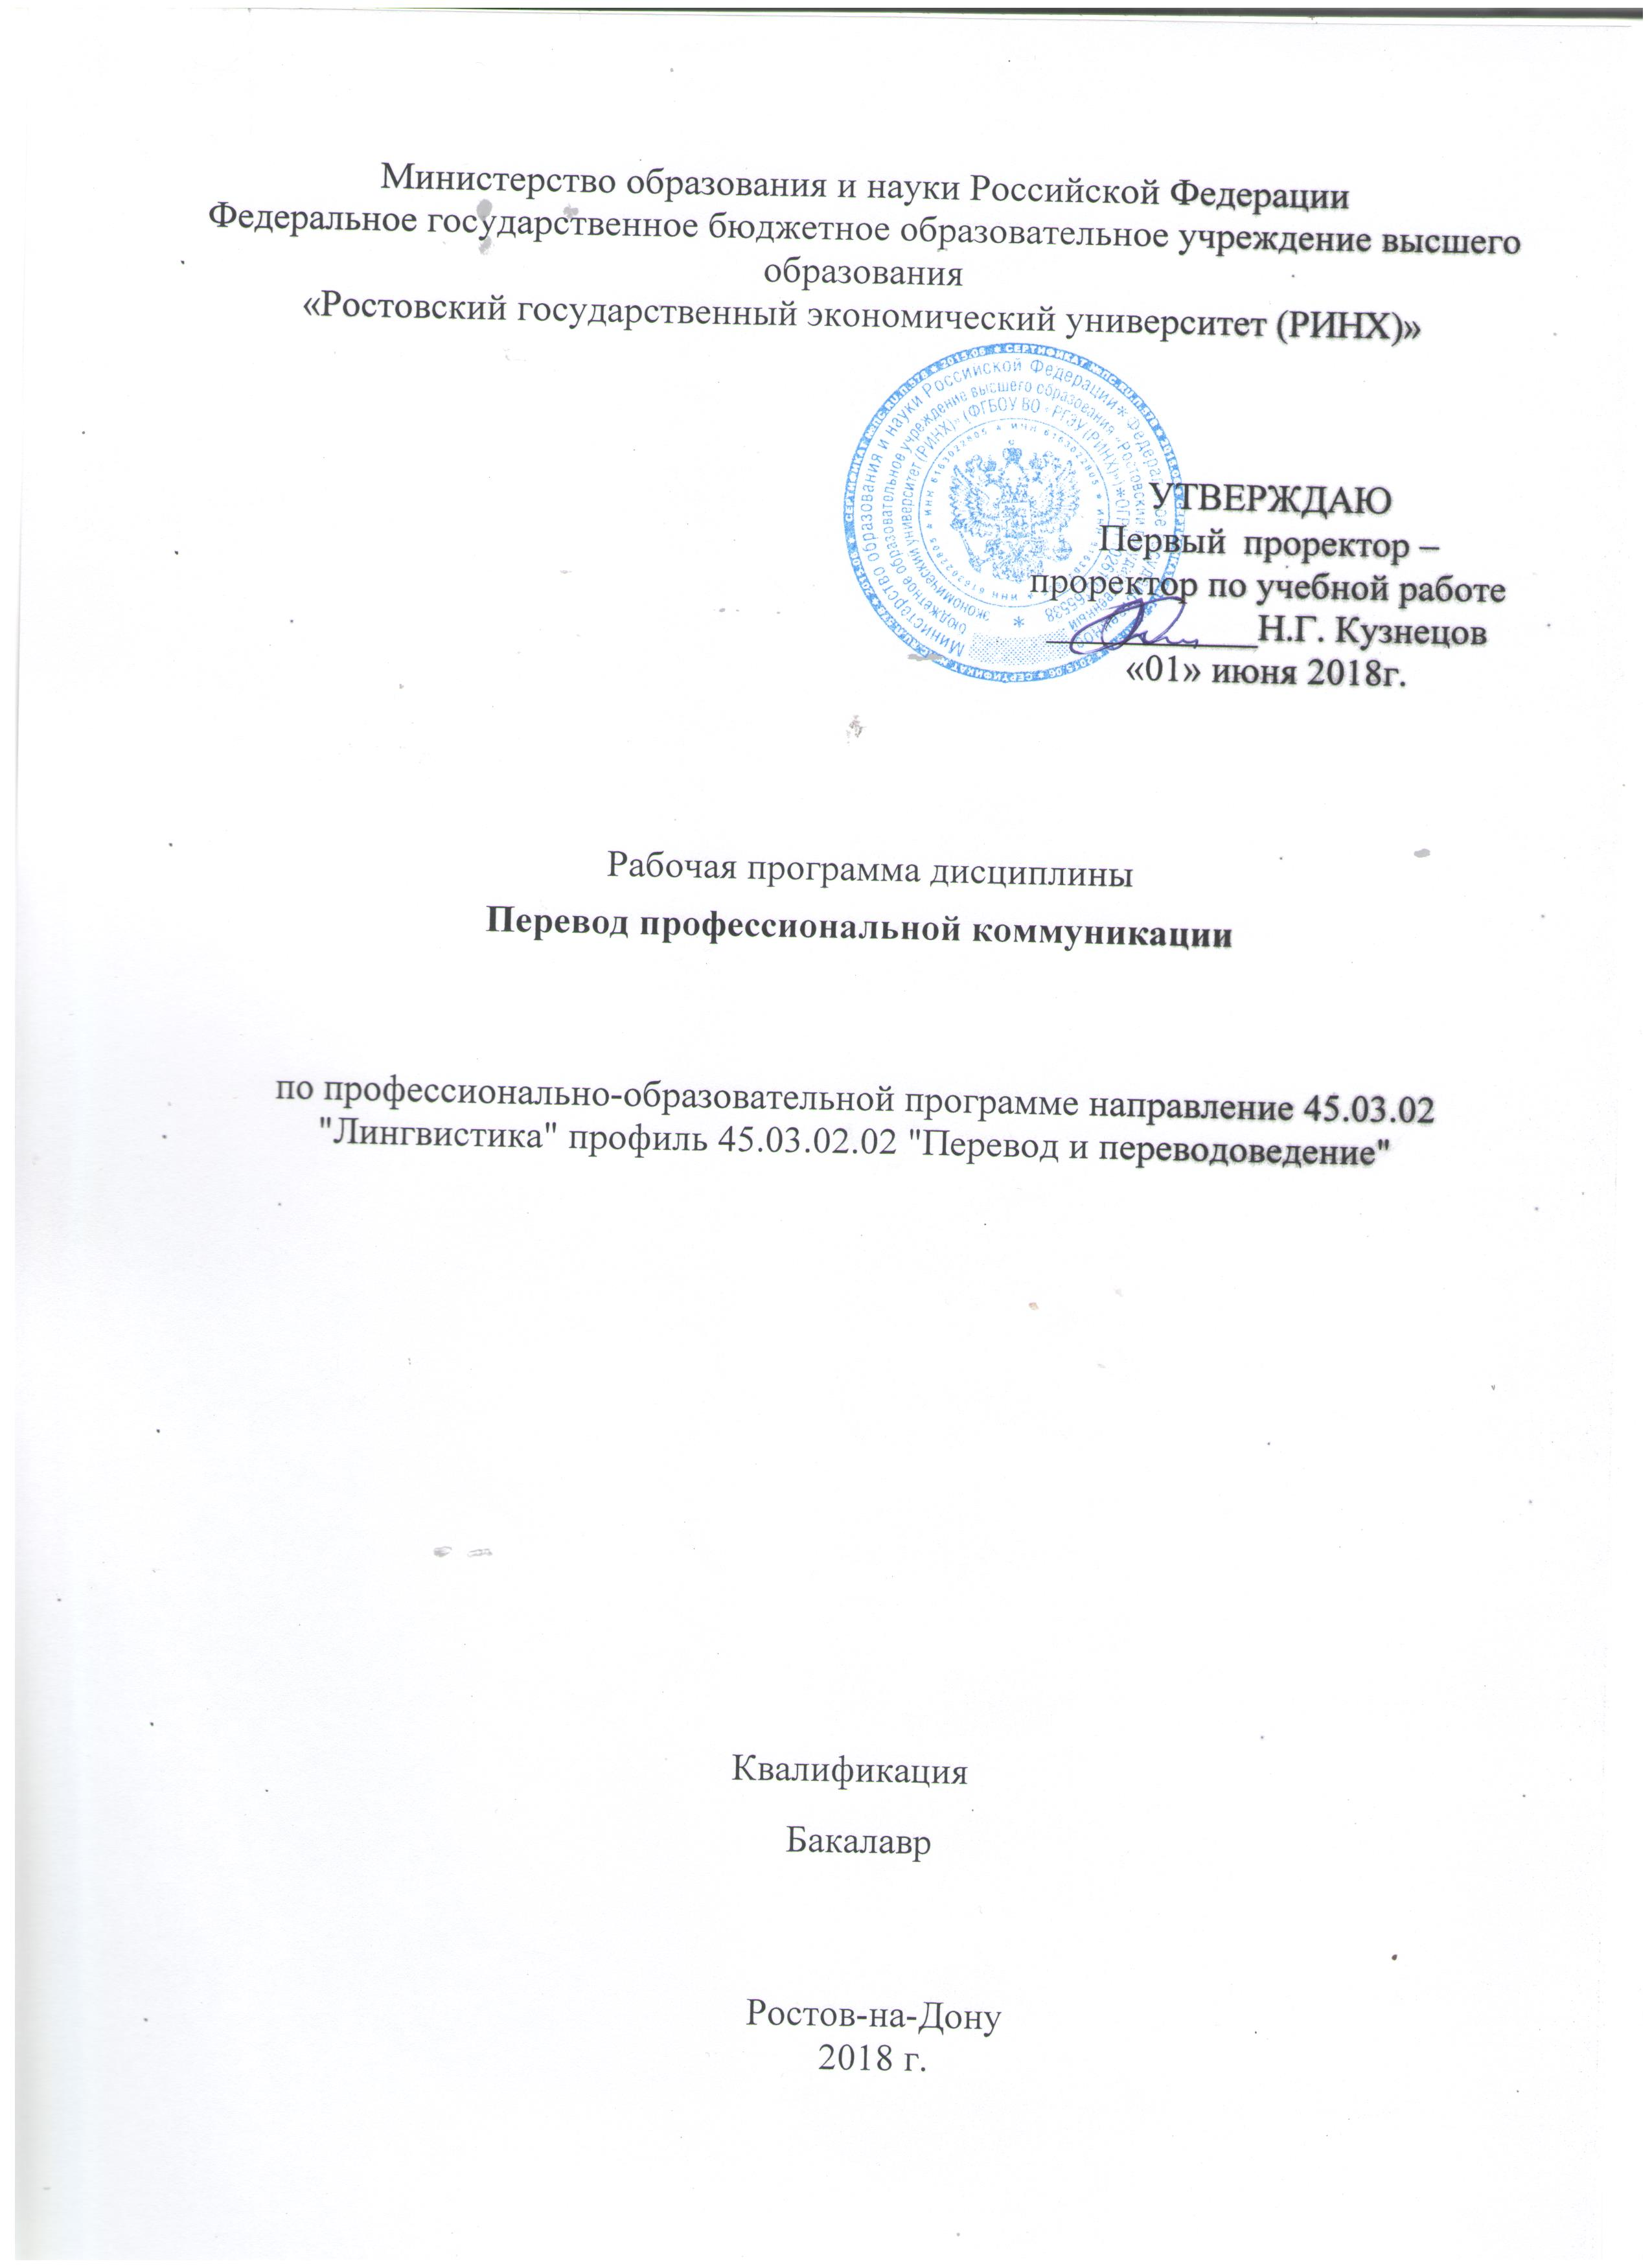 Министерство образования и науки Российской Федерации
Федеральное государственное бюджетное образовательное учреждение высшего
образования
«Ростовский государственный экономический университет (РИНХ)»
УТВЕРЖДАЮ
Первый проректор –
проректор по учебной работе
Н.Г. Кузнецов
«01» июня 2018г.
Рабочая программа дисциплины
Перевод профессиональной коммуникации
по профессионально-образовательной программе направление 45.03.02
"Лингвистика" профиль 45.03.02.02 "Перевод и переводоведение"
Квалификация
Бакалавр
Ростов-на-Дону
2018 г.